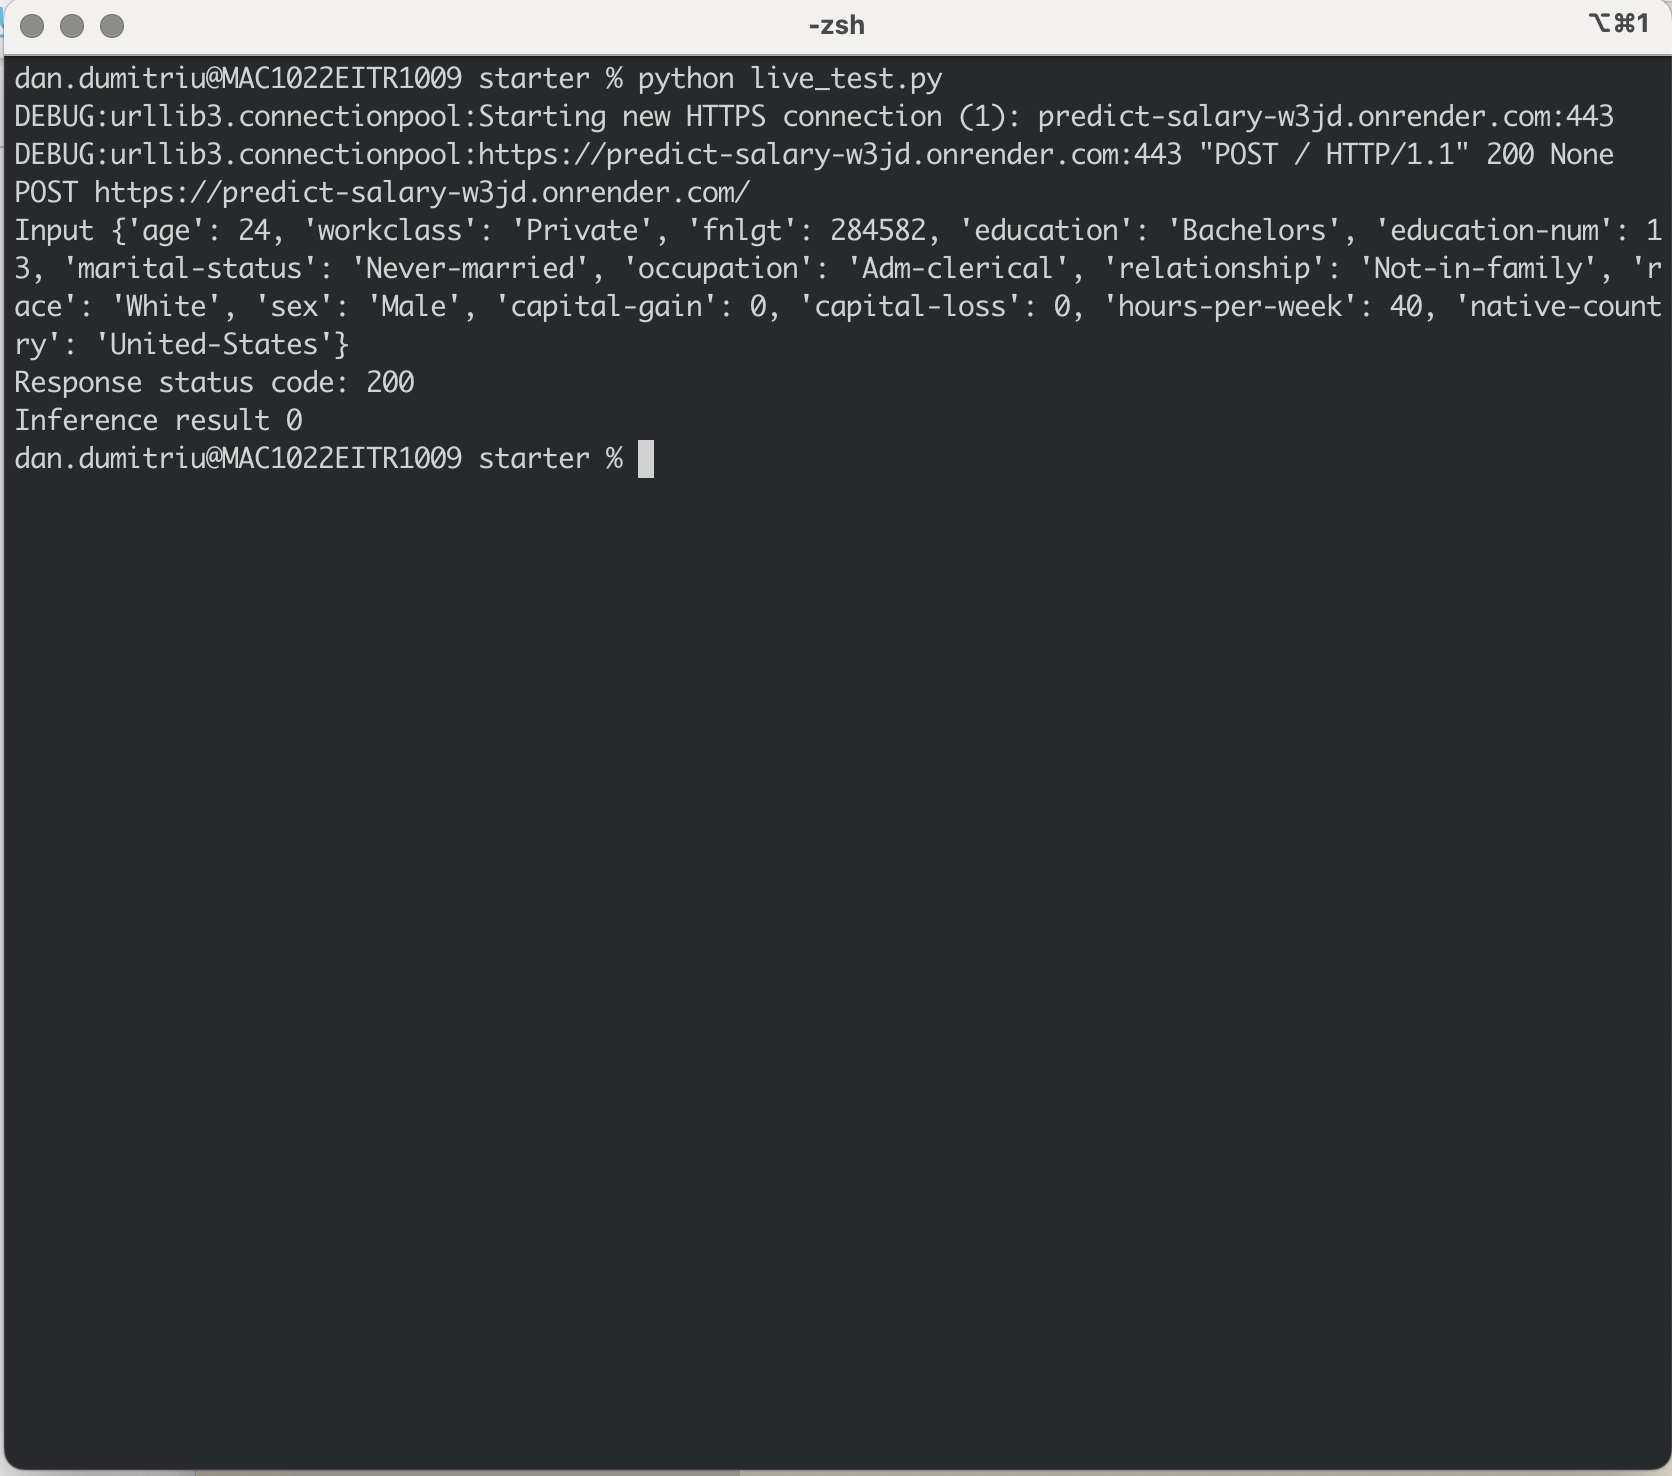 -zsh
⌥⌘1
dan.dumitriu@MAC1022EITR1009 starter % python live_test.py
DEBUG:urllib3.connectionpool:Starting new HTTPS connection (1): predict-salary-w3jd.onrender.com:443
DEBUG:urllib3.connectionpool:https://predict-salary-w3jd.onrender.com:443 "POST / HTTP/1.1" 200 None
POST https://predict-salary-w3jd.onrender.com/
Input {'age': 24, 'workclass': 'Private', 'fnlgt': 284582, 'education': 'Bachelors', 'education-num': 1
3, 'marital-status': 'Never-married', 'occupation': 'Adm-clerical', 'relationship': 'Not-in-family', 'r
ace': 'White', 'sex': 'Male', 'capital-gain': 0, 'capital-loss': 0, 'hours-per-week': 40, 'native-count
ry': 'United-States'}
Response status code: 200
Inference result 0
dan.dumitriu@MAC1022EITR1009 starter %